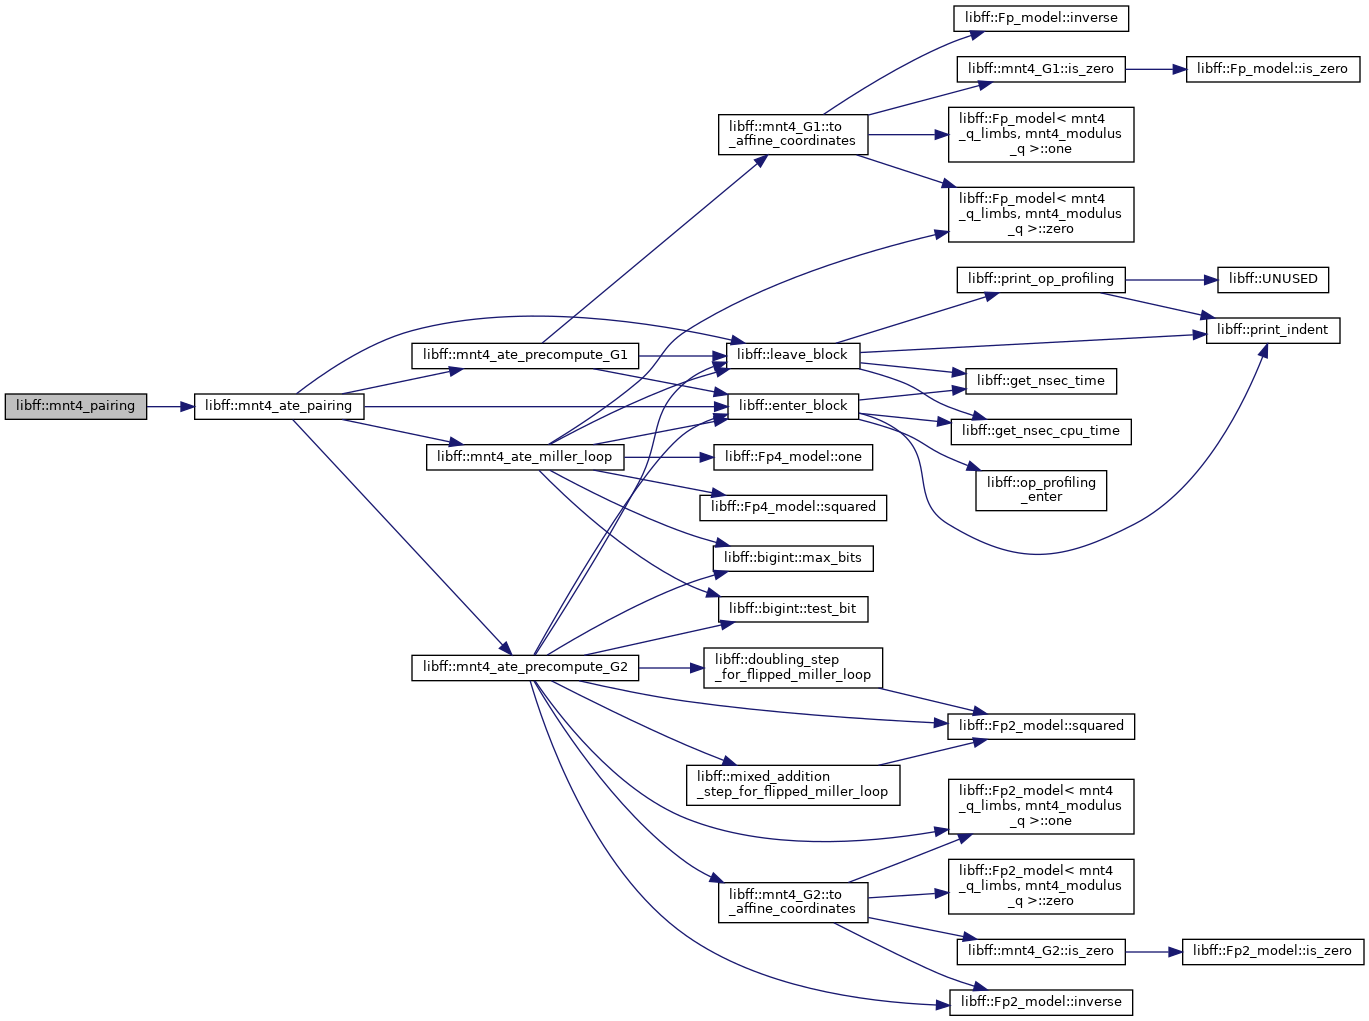 libff::Fp_model::inverse
libff::mnt4_G1::is_zero
libff::Fp_model::is_zero
libff::mnt4_G1::to
_affine_coordinates
libff::Fp_model< mnt4
_q_limbs, mnt4_modulus
_q >::one
libff::Fp_model< mnt4
_q_limbs, mnt4_modulus
_q >::zero
libff::print_op_profiling
libff::UNUSED
libff::print_indent
libff::mnt4_ate_precompute_G1
libff::leave_block
libff::get_nsec_time
libff::mnt4_pairing
libff::mnt4_ate_pairing
libff::enter_block
libff::get_nsec_cpu_time
libff::mnt4_ate_miller_loop
libff::Fp4_model::one
libff::op_profiling
_enter
libff::Fp4_model::squared
libff::bigint::max_bits
libff::bigint::test_bit
libff::mnt4_ate_precompute_G2
libff::doubling_step
_for_flipped_miller_loop
libff::Fp2_model::squared
libff::mixed_addition
_step_for_flipped_miller_loop
libff::Fp2_model< mnt4
_q_limbs, mnt4_modulus
_q >::one
libff::Fp2_model< mnt4
_q_limbs, mnt4_modulus
_q >::zero
libff::mnt4_G2::to
_affine_coordinates
libff::mnt4_G2::is_zero
libff::Fp2_model::is_zero
libff::Fp2_model::inverse